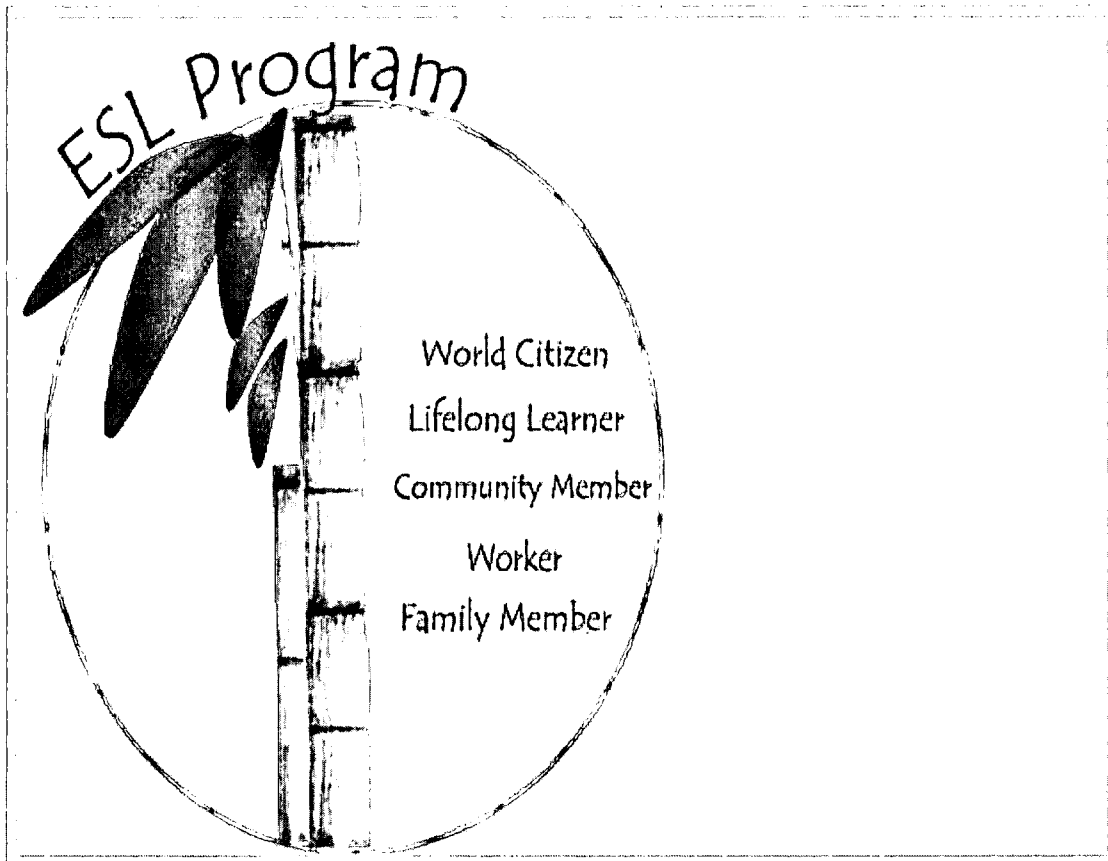 ESL Program
World Citizen
Lifelong Learner
Community Member
Worker
Family Member